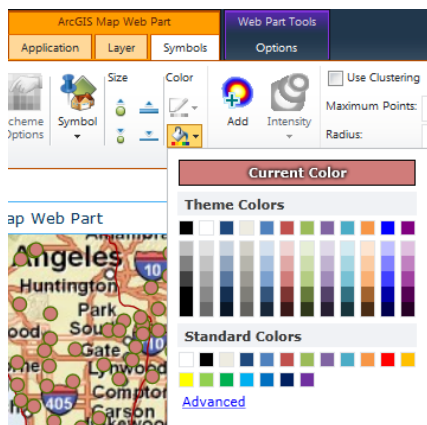 ArcGIS Map Web Part
Web Part Tools
Application
Layer
Symbols
Options
Size
Color
Use Clustering
Maximum Points:
Radius:
cheme
Options
Symbol
Add
Intensity
Current Color
Theme Colors
Standard Colors
Advanced
ap Web Part
Angeles
10
Huntington
Park
Gate
10
Lynwood
405
Compton
Carson